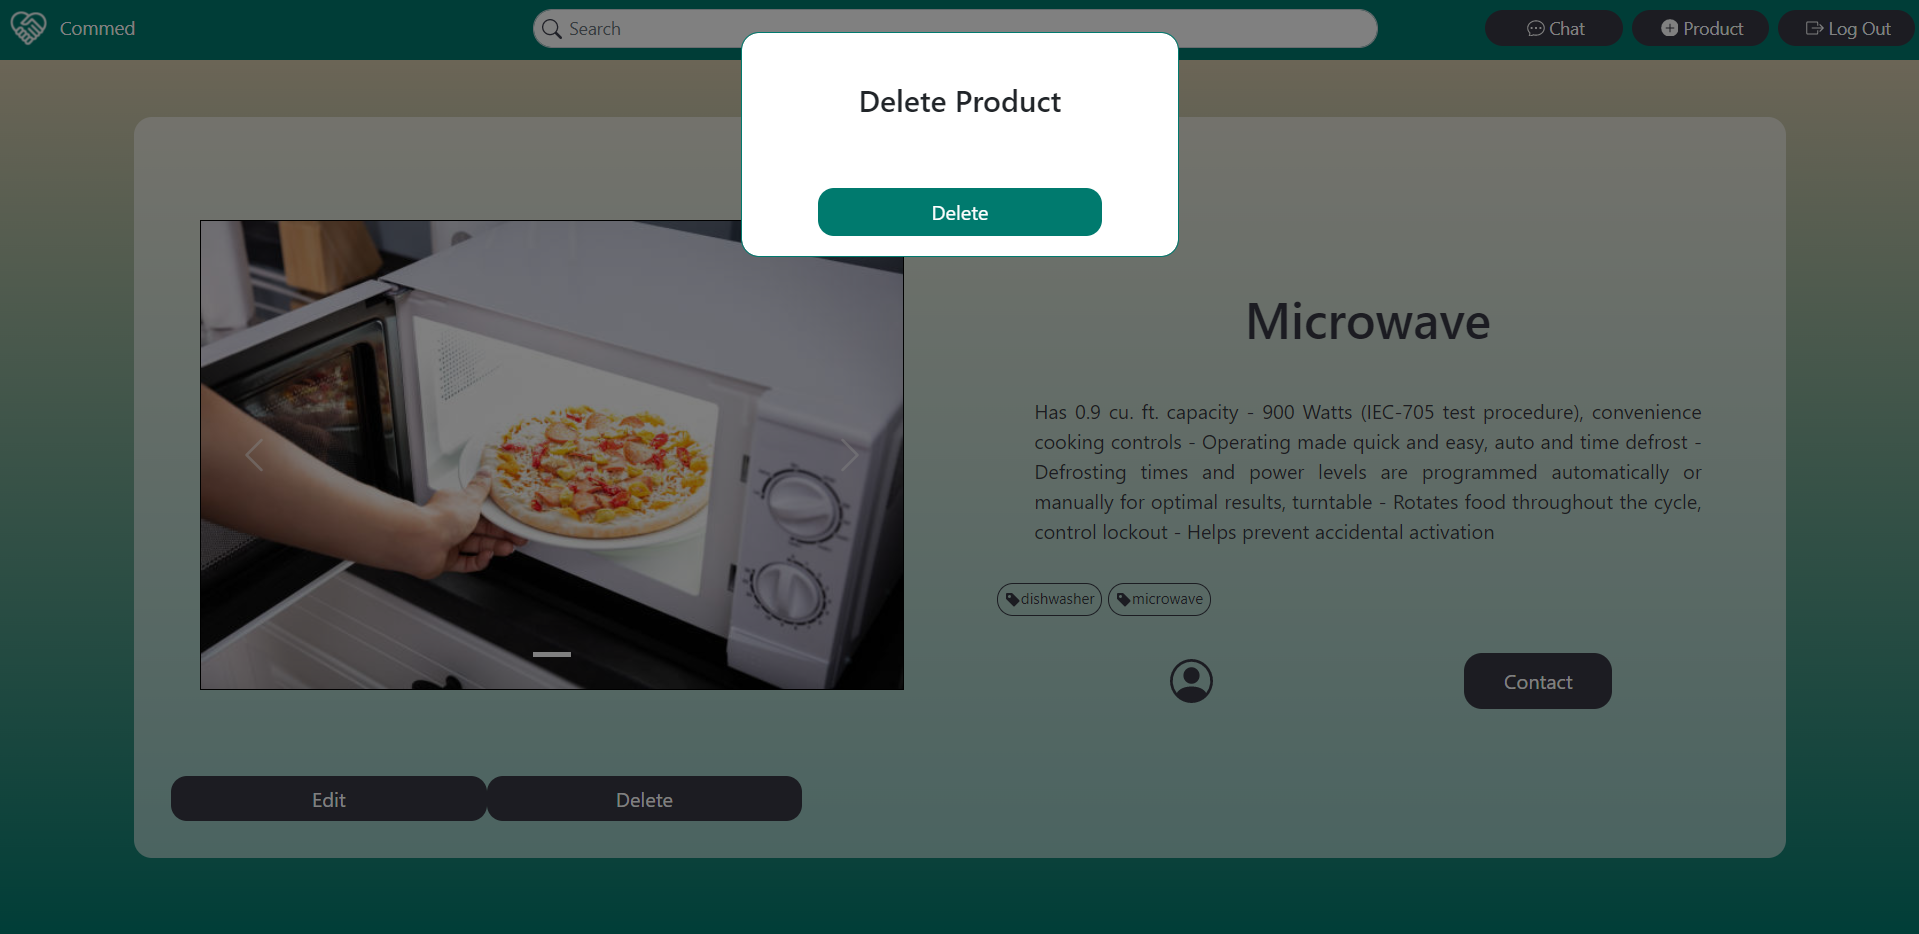 Commed
Search
Chat
Product
Log Out
Delete Product
Delete
Microwave
Has 0.9 cu. ft. capacity - 900 Watts (IEC-705 test procedure), convenience
cooking controls - Operating made quick and easy, auto and time defrost -
Defrosting times and power levels are programmed automatically or
manually for optimal results, turntable - Rotates food throughout the cycle,
control lockout - Helps prevent accidental activation
dishwasher
microwave
Contact
Edit
Delete